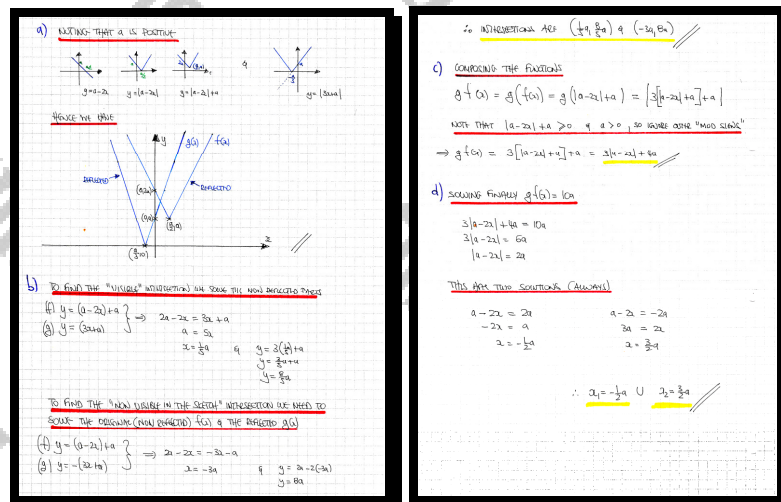 a) NOTING THAT a IS POSITIVE
y=a-2x
y=|a-2x|
y=|a-2x|+a
&
y=|3x+a|
HENCE WE HAVE
y
g(x)
f(x)
REFLECTED
REFLECTED
(0,2a)
(0,a)
x
b) TO FIND THE "VISIBLE" INTERSECTION WE SOLVE THE NON REFLECTED PARTS
(f) y = (a-2x)+a
(g) y = (3x+a)
⇒ 2a-2x = 3x+a
a = 5x
x = 1/5 a & y = 3(1/5 a)+a
y = 3/5 a + a
y = 8/5 a
TO FIND THE "NON VISIBLE IN THE SKETCH" INTERSECTION WE NEED TO
SOLVE THE ORIGINAL (NON REFLECTED) f(x) & THE REFLECTED g(x)
(f) y = (a-2x)+a
(g) y = -(3x+a)
⇒ 2a-2x = -3x-a
x = -3a & y = 2a-2(-3a)
y = 8a
∴ INTERSECTIONS ARE (1/5 a, 8/5 a) & (-3a, 8a)
c) COMPOSING THE FUNCTIONS
gf(x) = g(f(x)) = g(|a-2x|+a) = |3[|a-2x|+a]+a|
NOTE THAT |a-2x|+a ≥0 & a>0, SO IGNORE OUTER "MOD SIGNS"
⇒ gf(x) = 3[|a-2x|+a]+a = 3|a-2x|+4a
d) SOLVING FINALLY gf(x) = 10a
3|a-2x|+4a = 10a
3|a-2x| = 6a
|a-2x| = 2a
THIS ARE TWO SOLUTIONS (ALWAYS)
a-2x = 2a a-2x = -2a
-2x = a 3a = 2x
x = -1/2 a x = 3/2 a
∴ x₁ = -1/2 a ∪ x₂ = 3/2 a